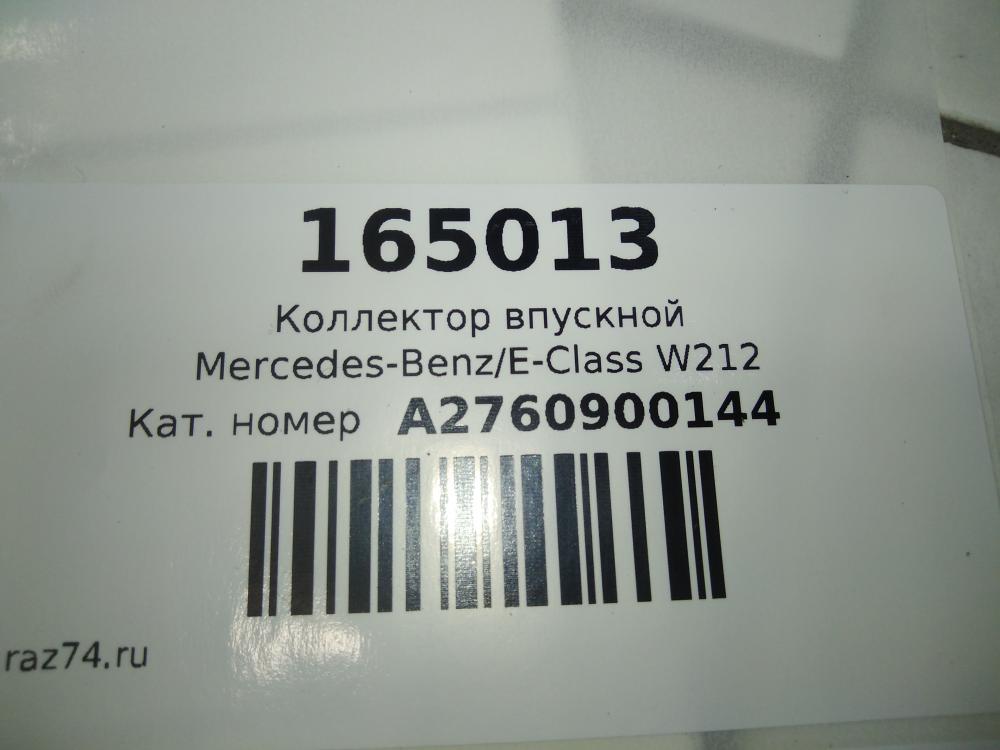 165013
Коллектор впускной
Mercedes-Benz/E-Class W212
Кат. номер A2760900144
raz74.ru